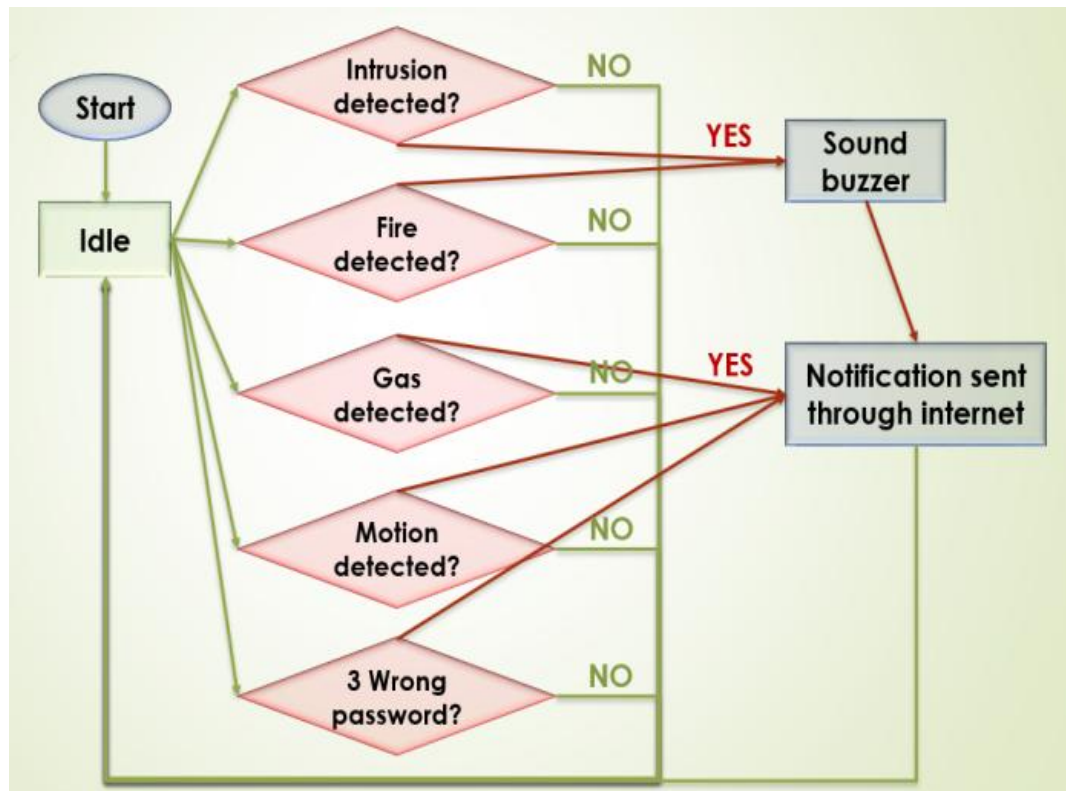 Start
Idle
Intrusion
detected?
NO
YES
Sound
buzzer
Fire
detected?
NO
Gas
detected?
NO
YES
Notification sent
through internet
Motion
detected?
NO
3 Wrong
password?
NO